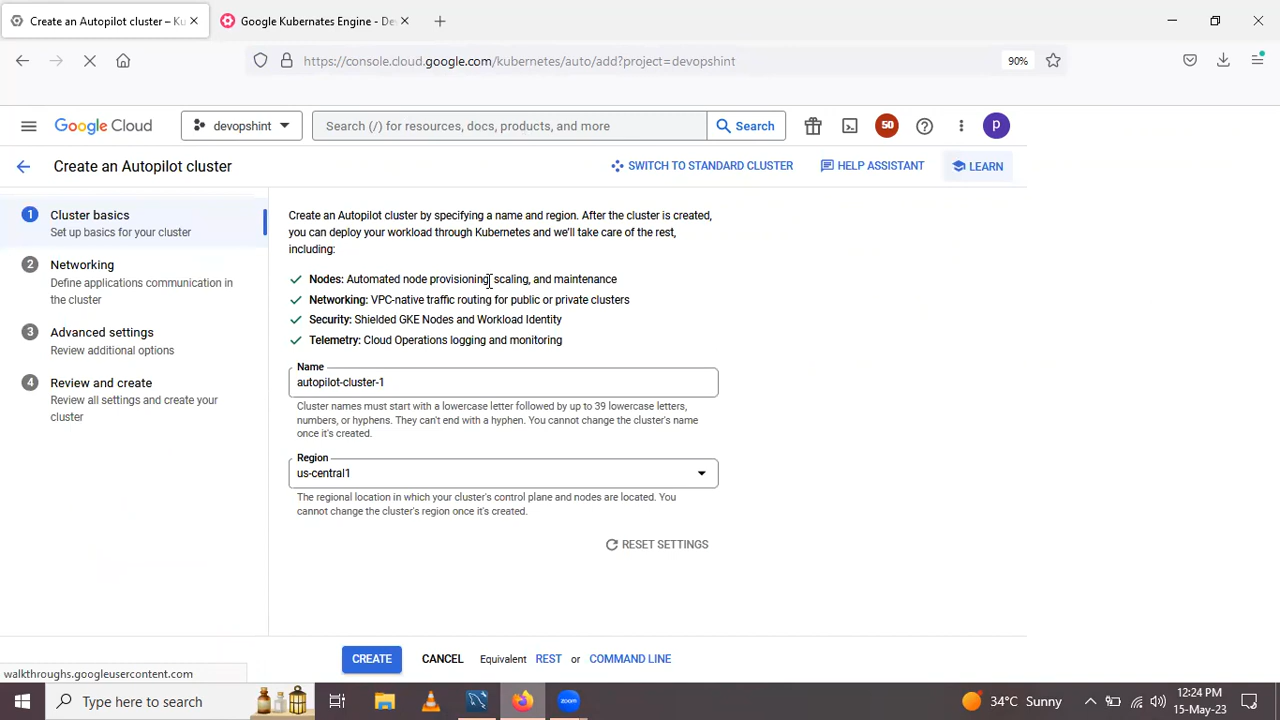 Create an Autopilot cluster – Ku
Google Kubernates Engine - De
https://console.cloud.google.com/kubernetes/auto/add?project=devopshint
90%
Google Cloud
devopshint
Search (/) for resources, docs, products, and more
Search
50
p
Create an Autopilot cluster
SWITCH TO STANDARD CLUSTER
HELP ASSISTANT
LEARN
1
Cluster basics
Set up basics for your cluster
2
Networking
Define applications communication in
the cluster
3
Advanced settings
Review additional options
4
Review and create
Review all settings and create your
cluster
Create an Autopilot cluster by specifying a name and region. After the cluster is created,
you can deploy your workload through Kubernetes and we'll take care of the rest,
including:
Nodes: Automated node provisioning, scaling, and maintenance
Networking: VPC-native traffic routing for public or private clusters
Security: Shielded GKE Nodes and Workload Identity
Telemetry: Cloud Operations logging and monitoring
Name
autopilot-cluster-1
Cluster names must start with a lowercase letter followed by up to 39 lowercase letters,
numbers, or hyphens. They can't end with a hyphen. You cannot change the cluster's name
once it's created.
Region
us-central1
The regional location in which your cluster's control plane and nodes are located. You
cannot change the cluster's region once it's created.
RESET SETTINGS
CREATE
CANCEL
Equivalent REST or COMMAND LINE
walkthroughs.googleusercontent.com
Type here to search
zoom
34°C Sunny
12:24 PM
15-May-23